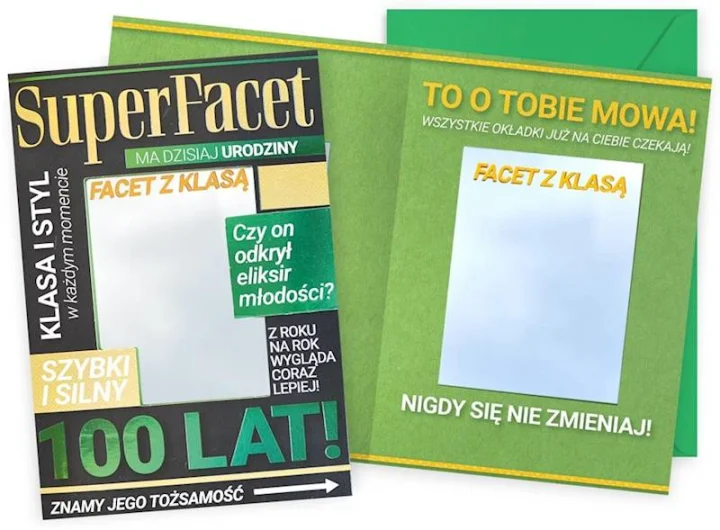 SuperFacet
MA DZISIAJ URODZINY
FACET Z KLASĄ
KLASA I STYL
w każdym momencie
Czy on
odkrył
eliksir
młodości?
Z ROKU
NA ROK
WYGLĄDA
CORAZ
LEPIEJ!
SZYBKI
I SILNY
100 LAT!
ZNAMY JEGO TOŻSAMOŚĆ
TO O TOBIE MOWA!
WSZYSTKIE OKŁADKI JUŻ NA CIEBIE CZEKAJĄ!
FACET Z KLASĄ
NIGDY SIĘ NIE ZMIENIAJ!